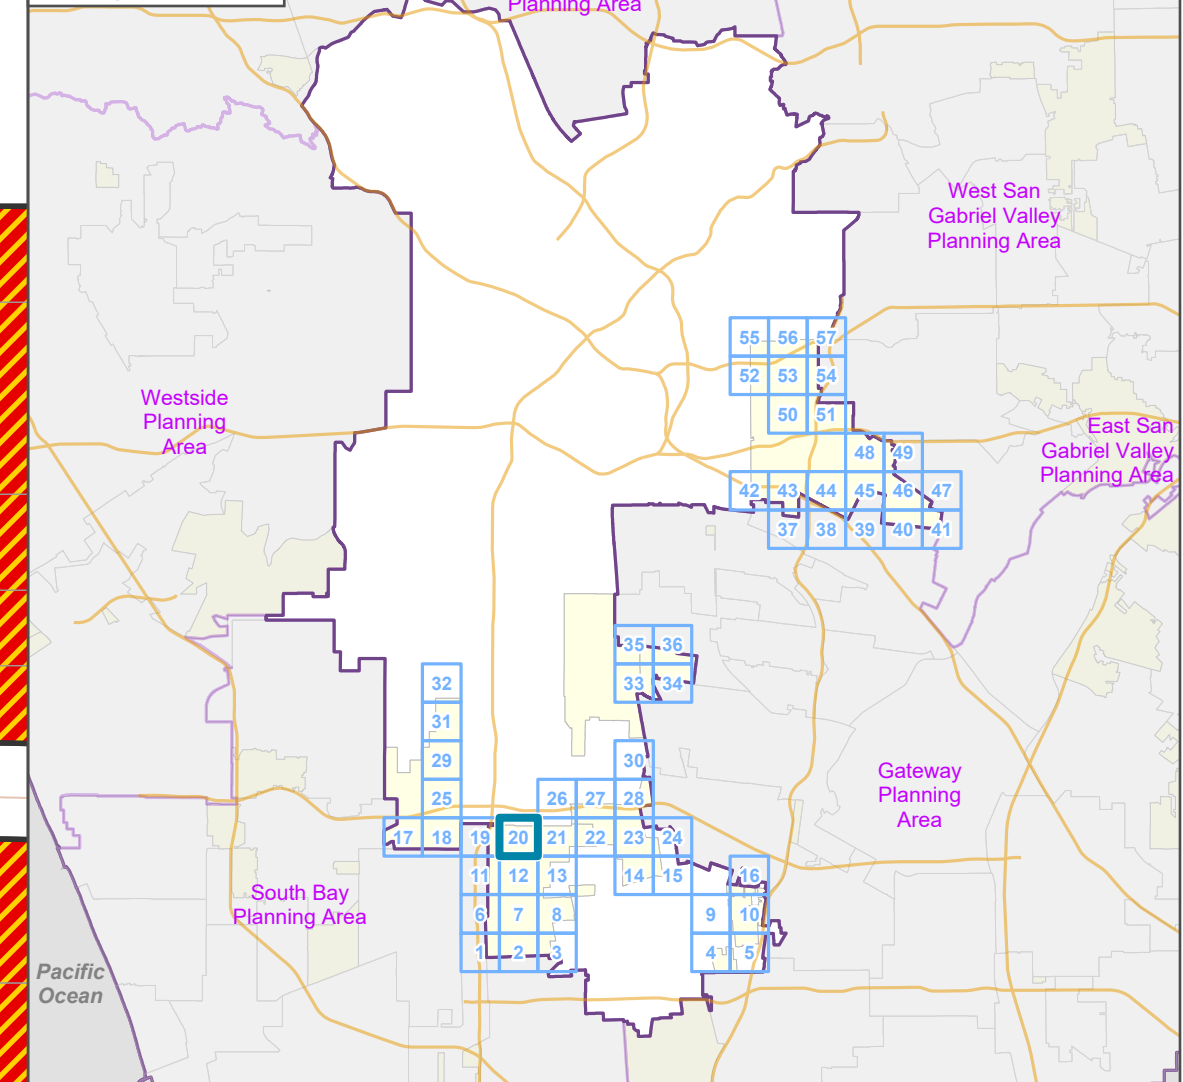 Planning Area
West San
Gabriel Valley
Planning Area
55 56 57
52 53 54
Westside
Planning
Area
50 51
East San
Gabriel Valley
Planning Area
48 49
42 43 44 45 46 47
37 38 39 40 41
35 36
33 34
32
31
29
30
Gateway
Planning
Area
25
26 27 28
17 18 19 20 21 22 23 24
11 12 13
14 15
16
South Bay
Planning Area
6 7 8
9 10
1 2 3
4 5
Pacific
Ocean